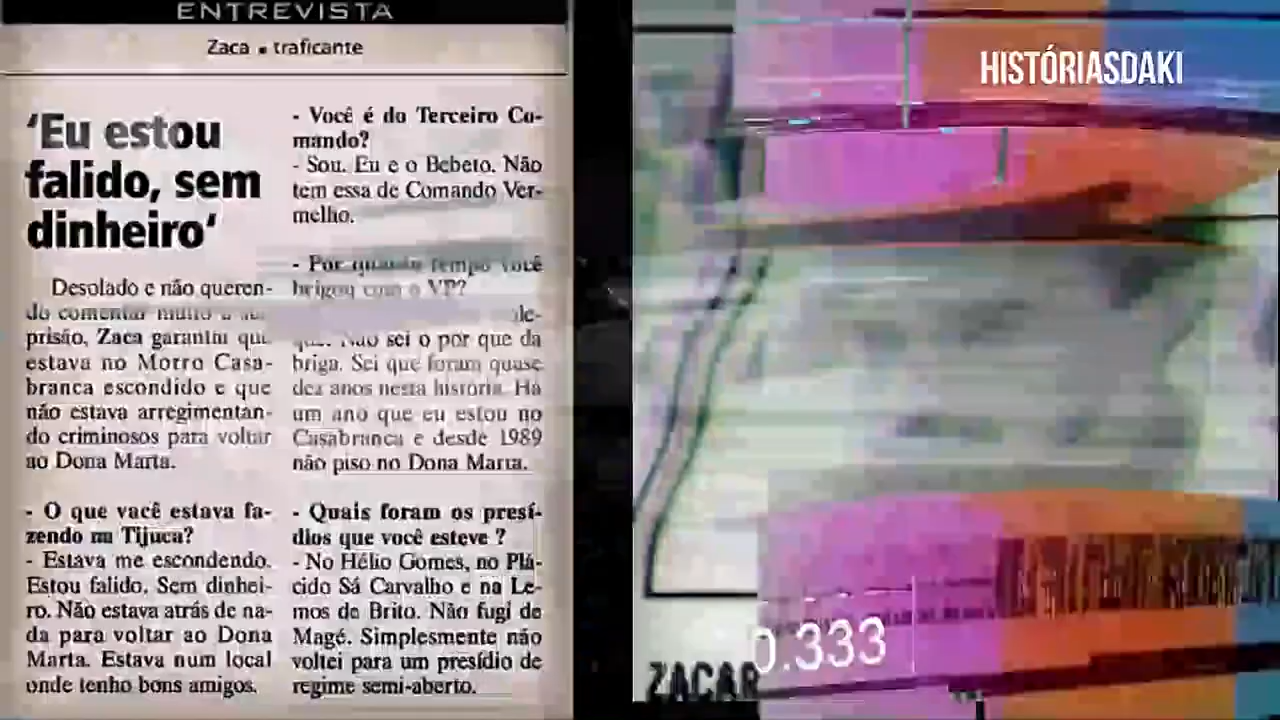 ENTREVISTA
Zaca • traficante
'Eu estou
falido, sem
dinheiro'
Desolado e não queren-
do comentar muito a sua
prisão, Zaca garantiu que
estava no Morro Casa-
branca escondido e que
não estava arregimentan-
do criminosos para voltar
ao Dona Marta.
- O que vacê estava fa-
zendo na Tijuca?
- Estava me escondendo.
Estou falido. Sem dinhei-
ro. Não estava atrás de na-
da para voltar ao Dona
Marta. Estava num local
onde tenho bons amigos.
- Você é do Terceiro Co-
mando?
- Sou. Eu e o Bebeto. Não
tem essa de Comando Ver-
melho.
- Por quanto tempo você
brigou com o VP?
Não sei o por que da
briga. Sei que foram quase
dez anos nesta história. Há
um ano que eu estou no
Casabranca e desde 1989
não piso no Dona Marta.
- Quais foram os presí-
dios que você esteve ?
- No Hélio Gomes, no Plá-
cido Sá Carvalho e na Le-
mos de Brito. Não fugi de
Magé. Simplesmente não
voltei para um presídio de
regime semi-aberto.
HISTÓRIASDAKI
0.333
ZACAR